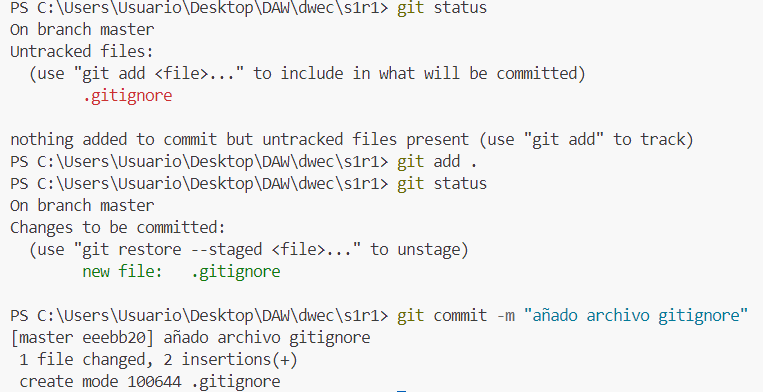 PS C:\Users\Usuario\Desktop\DAW\dwec\s1r1> git status
On branch master
Untracked files:
  (use "git add <file>..." to include in what will be committed)
        .gitignore

nothing added to commit but untracked files present (use "git add" to track)
PS C:\Users\Usuario\Desktop\DAW\dwec\s1r1> git add .
PS C:\Users\Usuario\Desktop\DAW\dwec\s1r1> git status
On branch master
Changes to be committed:
  (use "git restore --staged <file>..." to unstage)
        new file:   .gitignore

PS C:\Users\Usuario\Desktop\DAW\dwec\s1r1> git commit -m "añado archivo gitignore"
[master eeebb20] añado archivo gitignore
 1 file changed, 2 insertions(+)
 create mode 100644 .gitignore